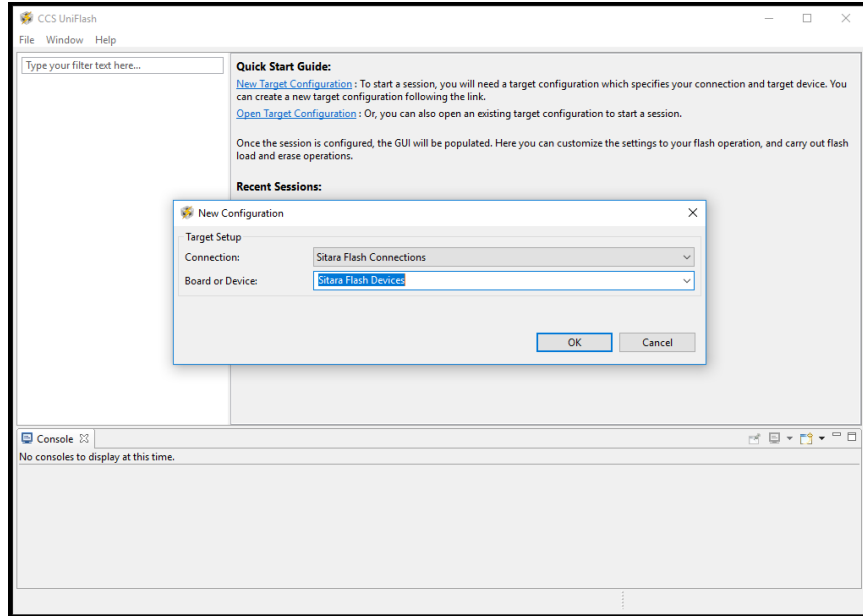 CCS UniFlash
File Window Help
Type your filter text here...
Quick Start Guide:
New Target Configuration : To start a session, you will need a target configuration which specifies your connection and target device. You
can create a new target configuration following the link.
Open Target Configuration : Or, you can also open an existing target configuration to start a session.
Once the session is configured, the GUI will be populated. Here you can customize the settings to your flash operation, and carry out flash
load and erase operations.
Recent Sessions:
New Configuration
Target Setup
Connection: Sitara Flash Connections
Board or Device: Sitara Flash Devices
OK Cancel
Console
No consoles to display at this time.